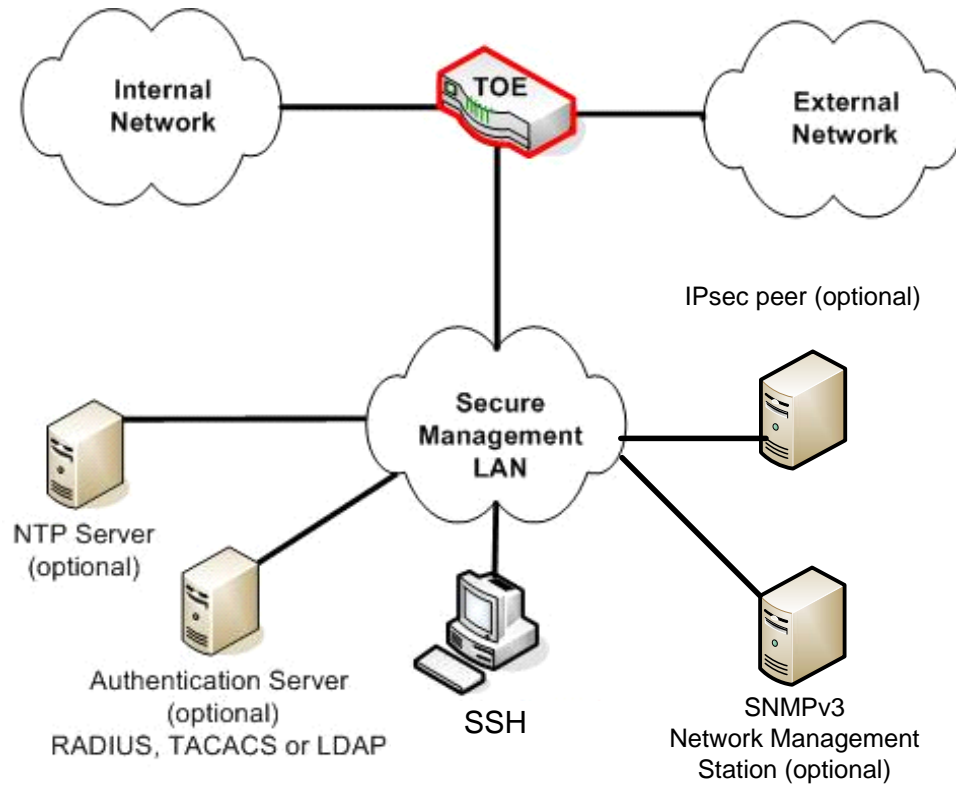 Internal
Network
TOE
External
Network
IPsec peer (optional)
Secure
Management
LAN
NTP Server
(optional)
Authentication Server
(optional)
RADIUS, TACACS or LDAP
SSH
SNMPv3
Network Management
Station (optional)